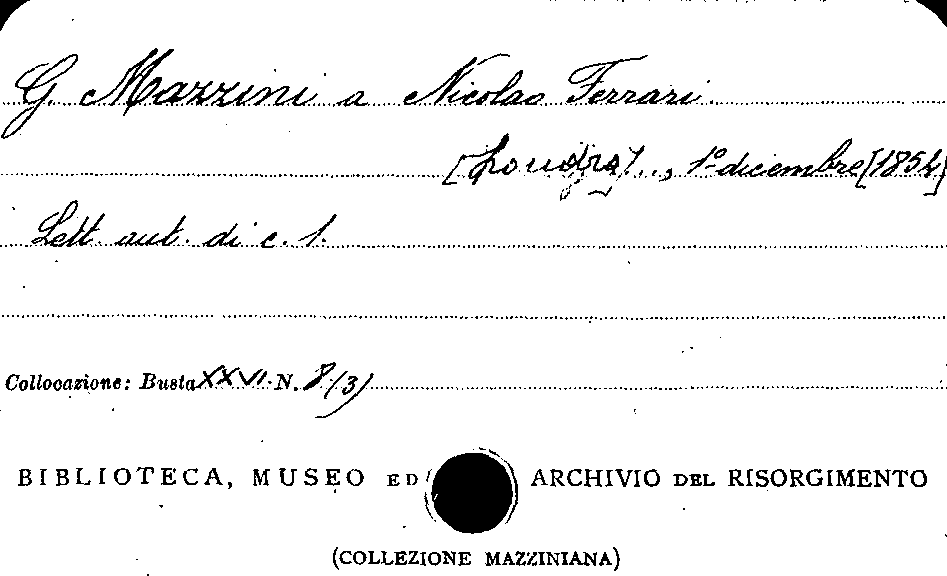 G. Mazzini a Nicolao Ferrari.
[Londra]..., 1° dicembre [1854]
Lett. aut. di c. 1.
Collocazione: Busta XXVI. N. 8/(3)
BIBLIOTECA, MUSEO ED ARCHIVIO DEL RISORGIMENTO
(COLLEZIONE MAZZINIANA)